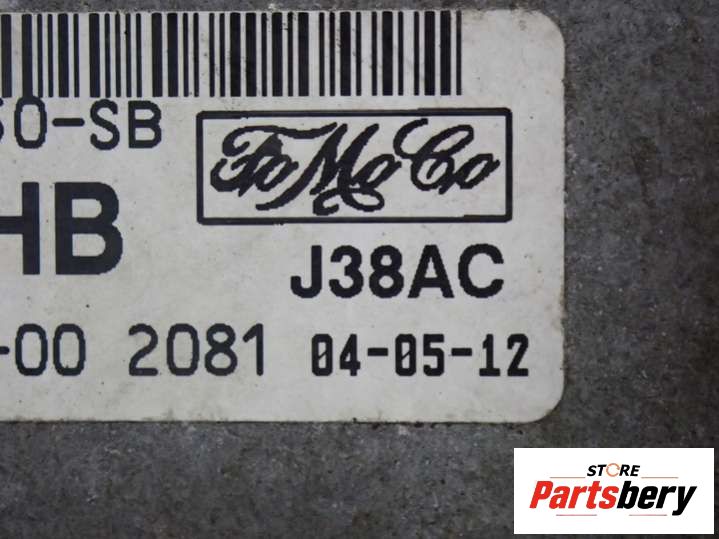 50-SB
FoMoCo
HB
J38AC
-00 2081 04-05-12
STORE
Partsbery